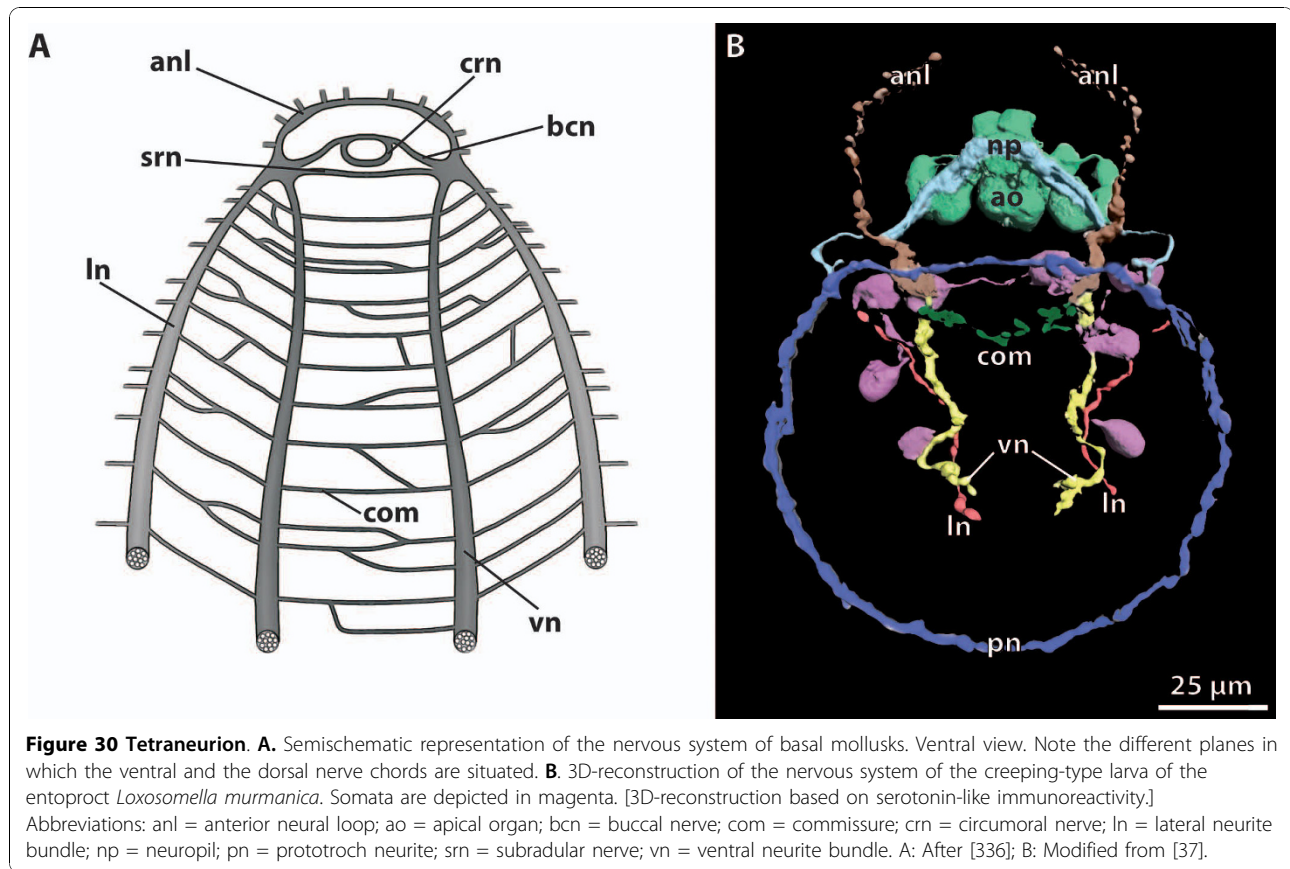 A
anl
crn
bcn
srn
ln
com
vn
B
anl
anl
np
ao
com
vn
ln
ln
pn
25 µm
Figure 30 Tetraneurion. A. Semischematic representation of the nervous system of basal mollusks. Ventral view. Note the different planes in
which the ventral and the dorsal nerve chords are situated. B. 3D-reconstruction of the nervous system of the creeping-type larva of the
entoproct Loxosomella murmanica. Somata are depicted in magenta. [3D-reconstruction based on serotonin-like immunoreactivity.]
Abbreviations: anl = anterior neural loop; ao = apical organ; bcn = buccal nerve; com = commissure; crn = circumoral nerve; ln = lateral neurite
bundle; np = neuropil; pn = prototroch neurite; srn = subradular nerve; vn = ventral neurite bundle. A: After [336]; B: Modified from [37].